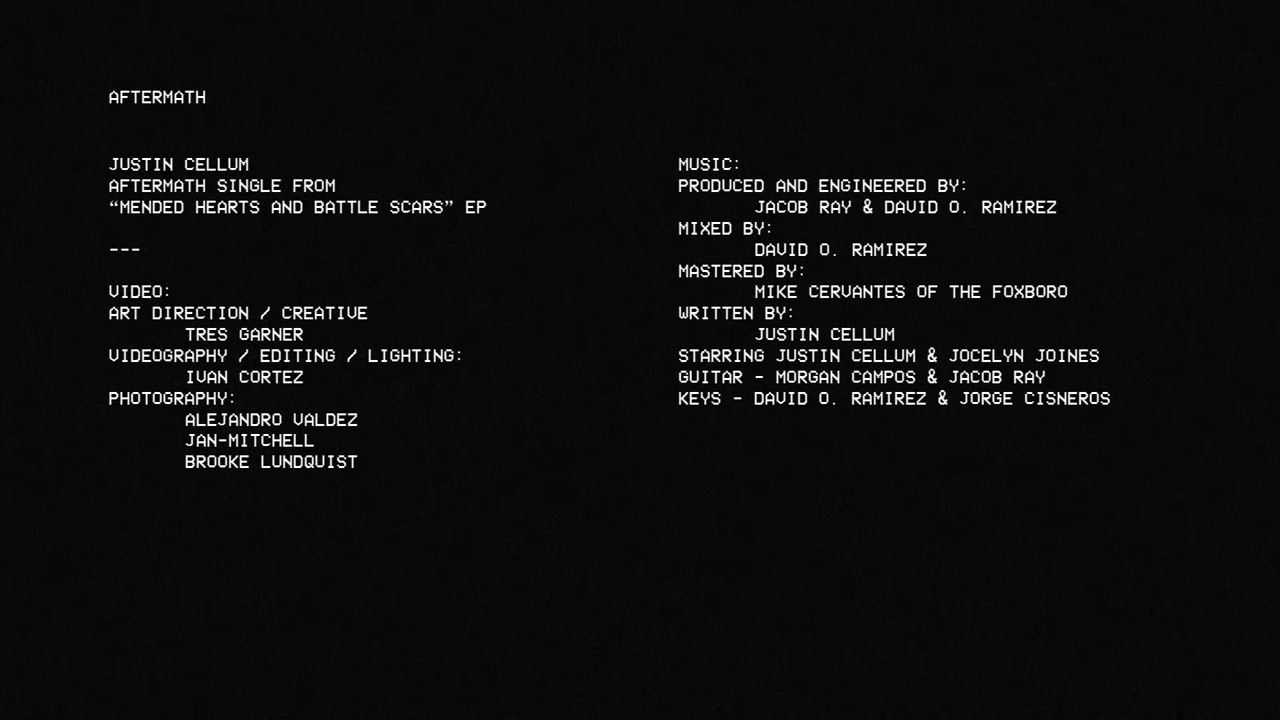 AFTERMATH
JUSTIN CELLUM
AFTERMATH SINGLE FROM
“MENDED HEARTS AND BATTLE SCARS” EP
---
VIDEO:
ART DIRECTION / CREATIVE
TRES GARNER
VIDEOGRAPHY / EDITING / LIGHTING:
IVAN CORTEZ
PHOTOGRAPHY:
ALEJANDRO VALDEZ
JAN-MITCHELL
BROOKE LUNDQUIST
MUSIC:
PRODUCED AND ENGINEERED BY:
JACOB RAY & DAVID O. RAMIREZ
MIXED BY:
DAVID O. RAMIREZ
MASTERED BY:
MIKE CERVANTES OF THE FOXBORO
WRITTEN BY:
JUSTIN CELLUM
STARRING JUSTIN CELLUM & JOCELYN JOINES
GUITAR - MORGAN CAMPOS & JACOB RAY
KEYS - DAVID O. RAMIREZ & JORGE CISNEROS